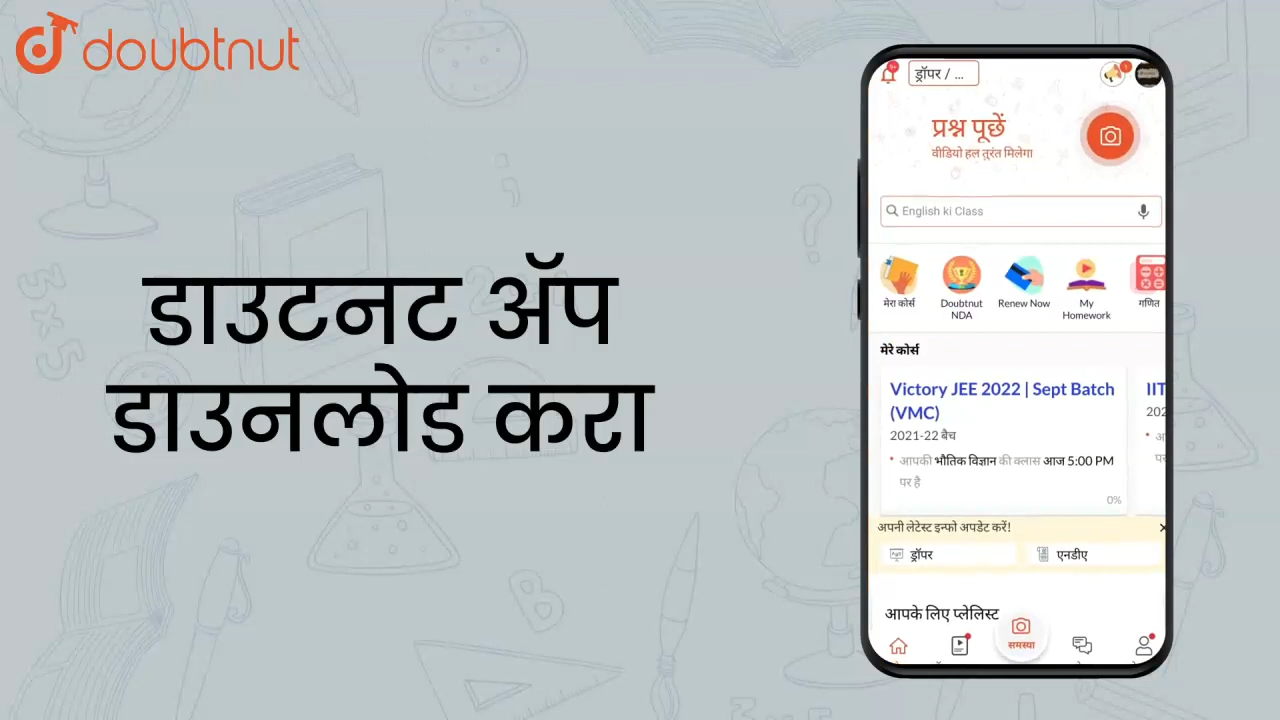 doubtnut
डाउटनट ॲप
डाउनलोड करा
ड्रॉपर / ...
प्रश्न पूछें
वीडियो हल तुरंत मिलेगा
English ki Class
मेरा कोर्स
Doubtnut
NDA
Renew Now
My
Homework
गणित
मेरे कोर्स
Victory JEE 2022 | Sept Batch
(VMC)
2021-22 बैच
आपकी भौतिक विज्ञान की क्लास आज 5:00 PM
पर है
0%
IIT
202
अपनी लेटेस्ट इन्फो अपडेट करें!
ड्रॉपर
एनडीए
आपके लिए प्लेलिस्ट
समस्या